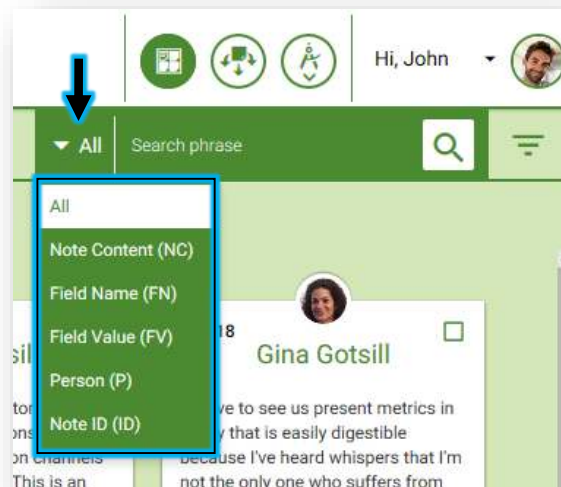 Hi, John
All
Search phrase
All
Note Content (NC)
Field Name (FN)
Field Value (FV)
Person (P)
Note ID (ID)
18
Gina Gotsill
ve to see us present metrics in
that is easily digestible
because I've heard whispers that I'm
not the only one who suffers from
on channels
This is an